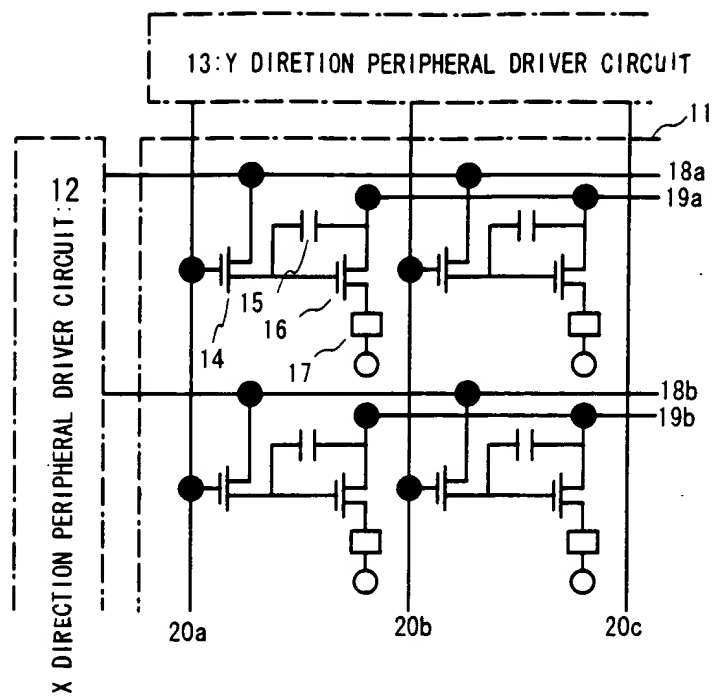 13:Y DIRETION PERIPHERAL DRIVER CIRCUIT
11
X DIRECTION PERIPHERAL DRIVER CIRCUIT:12
18a
19a
14
15
16
17
18b
19b
20a
20b
20c